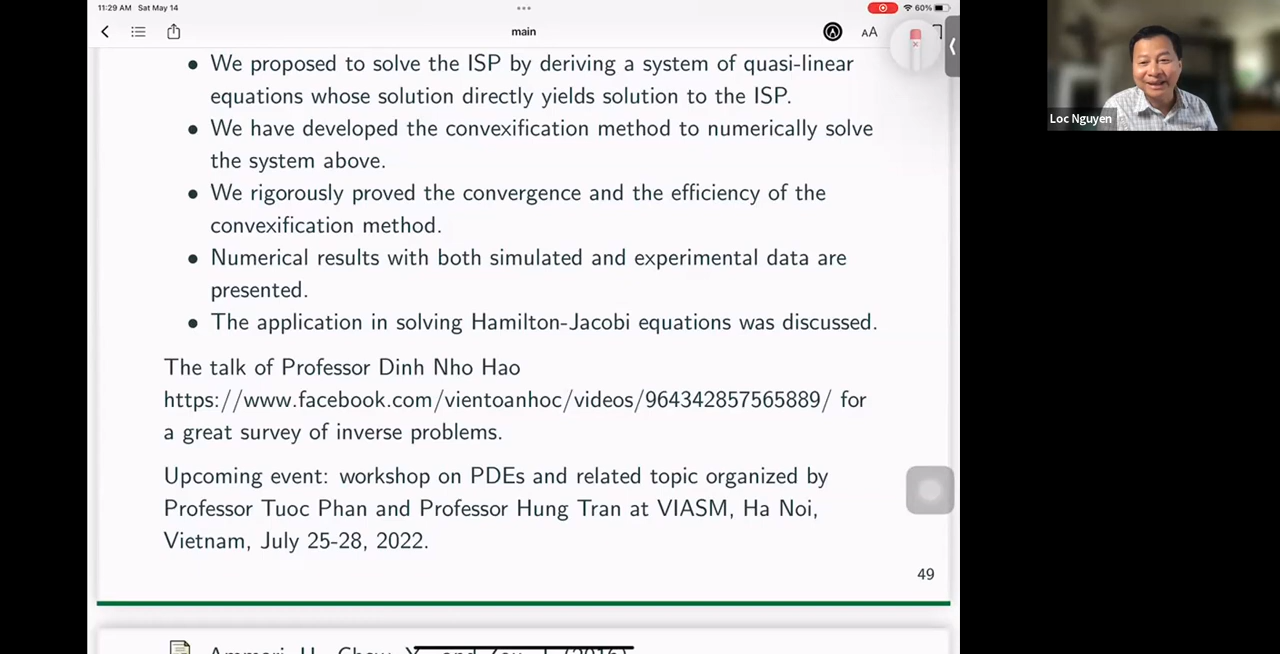 11:29 AM Sat May 14
60%
main
AA
• We proposed to solve the ISP by deriving a system of quasi-linear
equations whose solution directly yields solution to the ISP.
• We have developed the convexification method to numerically solve
the system above.
• We rigorously proved the convergence and the efficiency of the
convexification method.
• Numerical results with both simulated and experimental data are
presented.
• The application in solving Hamilton-Jacobi equations was discussed.
The talk of Professor Dinh Nho Hao
https://www.facebook.com/vientoanhoc/videos/964342857565889/ for
a great survey of inverse problems.
Upcoming event: workshop on PDEs and related topic organized by
Professor Tuoc Phan and Professor Hung Tran at VIASM, Ha Noi,
Vietnam, July 25-28, 2022.
49
Loc Nguyen